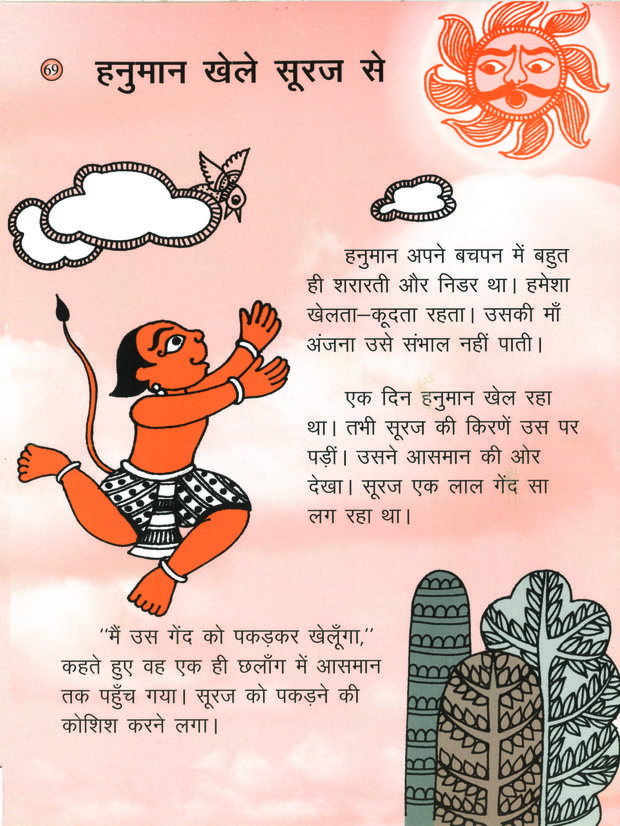 69
हनुमान खेले सूरज से
हनुमान अपने बचपन में बहुत
ही शरारती और निडर था। हमेशा
खेलता–कूदता रहता। उसकी माँ
अंजना उसे संभाल नहीं पाती।
एक दिन हनुमान खेल रहा
था। तभी सूरज की किरणें उस पर
पड़ीं। उसने आसमान की ओर
देखा। सूरज एक लाल गेंद सा
लग रहा था।
"मैं उस गेंद को पकड़कर खेलूँगा,"
कहते हुए वह एक ही छलाँग में आसमान
तक पहुँच गया। सूरज को पकड़ने की
कोशिश करने लगा।